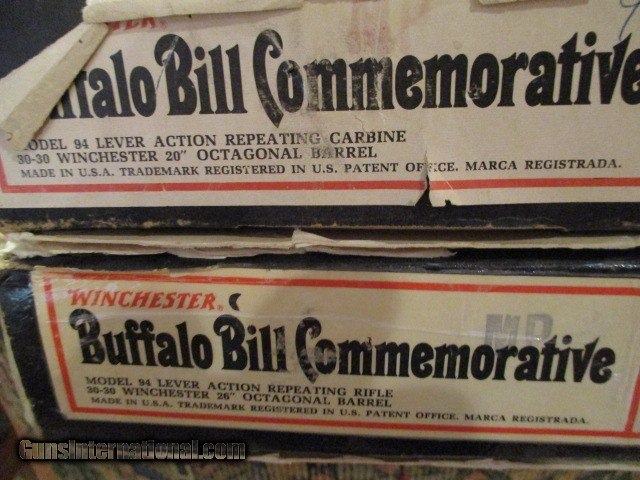 Buffalo Bill Commemorative
MODEL 94 LEVER ACTION REPEATING CARBINE
30-30 WINCHESTER 20" OCTAGONAL BARREL
MADE IN U.S.A. TRADEMARK REGISTERED IN U.S. PATENT OFFICE. MARCA REGISTRADA.
WINCHESTER®
Buffalo Bill Commemorative
MODEL 94 LEVER ACTION REPEATING RIFLE
30-30 WINCHESTER 26" OCTAGONAL BARREL
MADE IN U.S.A. TRADEMARK REGISTERED IN U.S. PATENT OFFICE. MARCA REGISTRADA.
GunsInternational.com